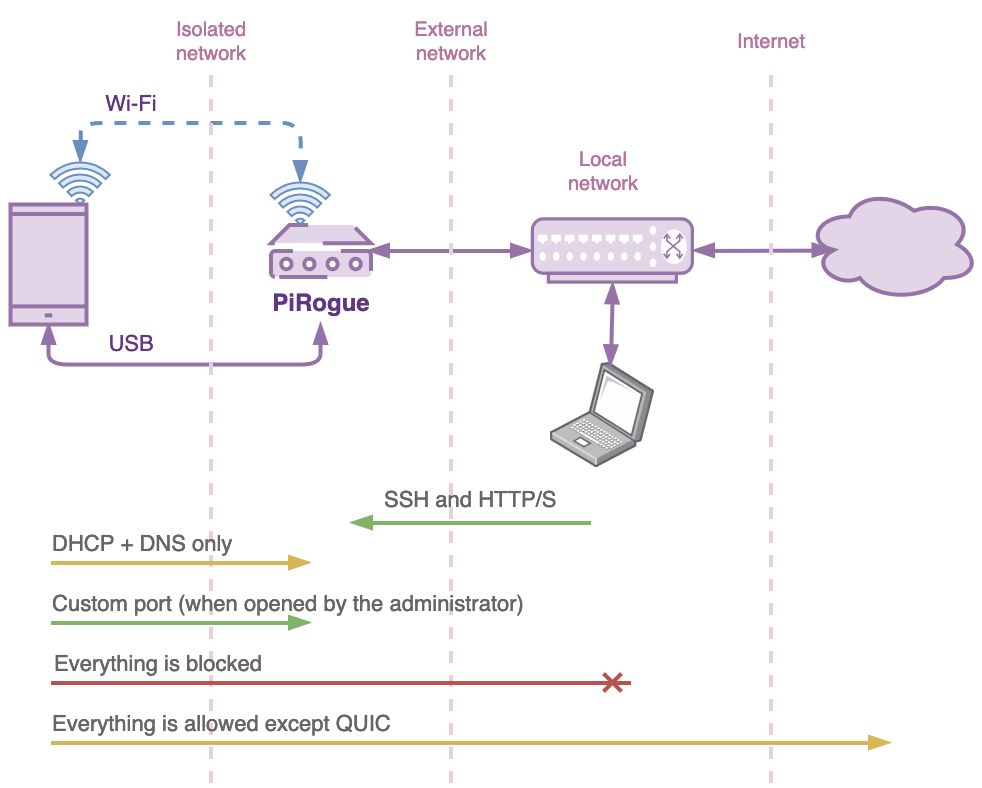 Isolated
network
External
network
Internet
Wi-Fi
Local
network
PiRogue
USB
SSH and HTTP/S
DHCP + DNS only
Custom port (when opened by the administrator)
Everything is blocked
Everything is allowed except QUIC